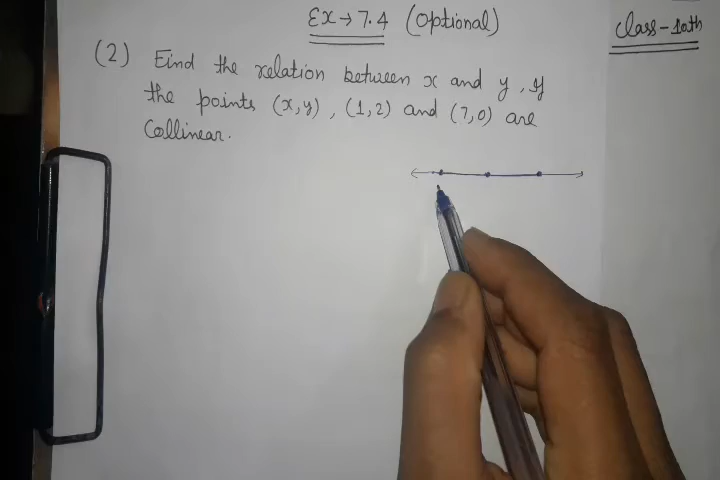 Ex → 7.4 (Optional)
Class - 10th
(2) Find the relation between x and y, if
the points (x,y), (1,2) and (7,0) are
Collinear.